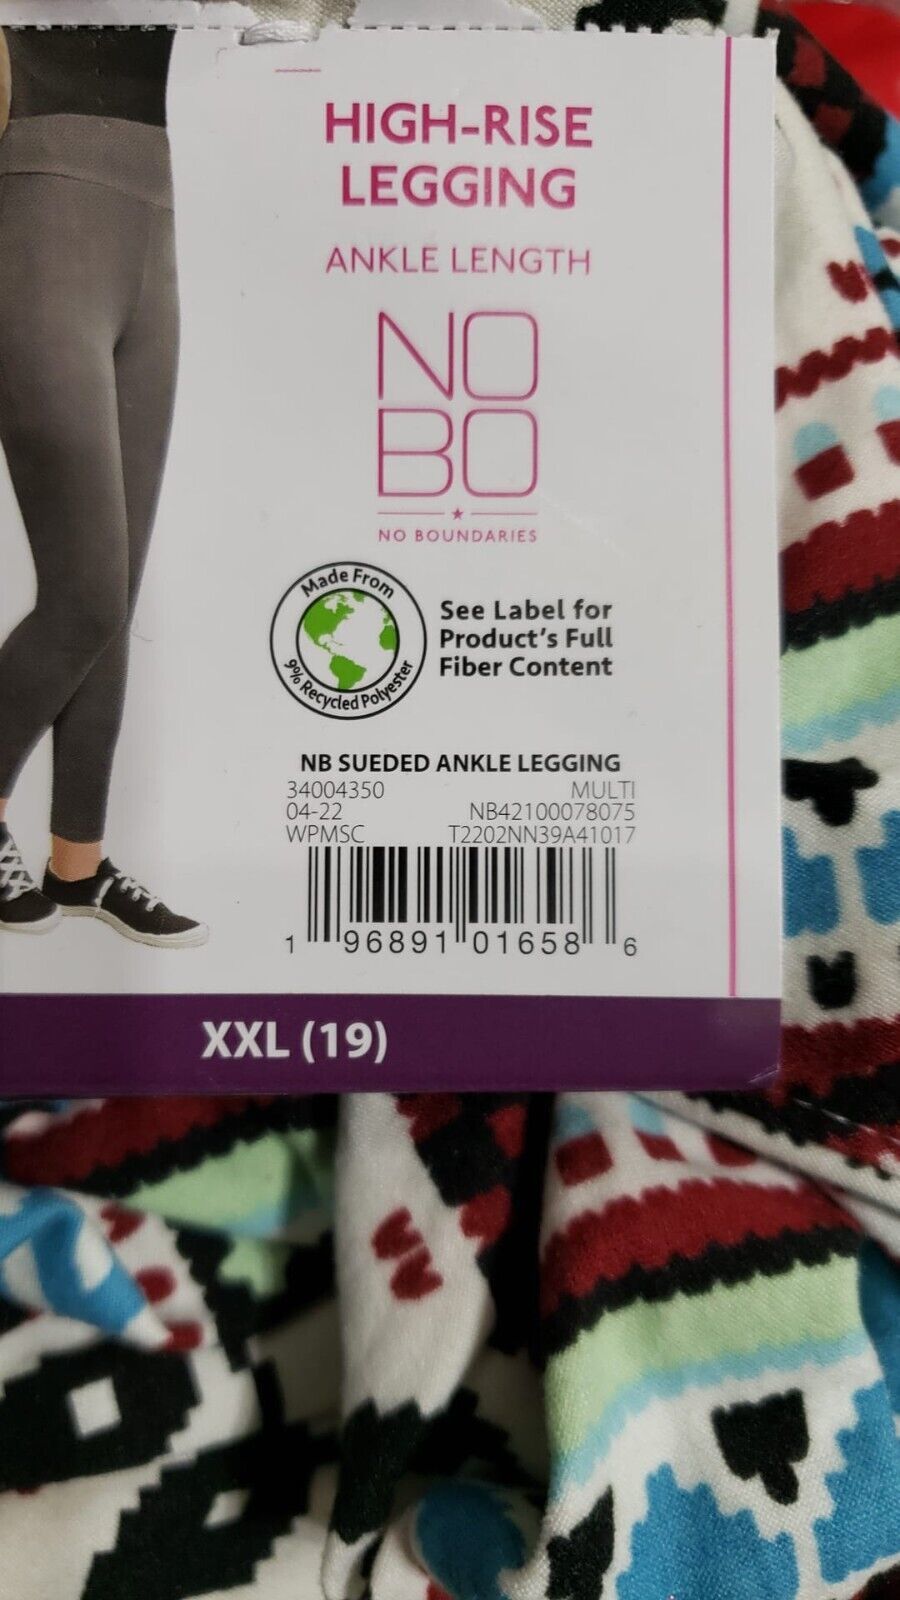 HIGH-RISE
LEGGING
ANKLE LENGTH
NO
BO
NO BOUNDARIES
Made From
9% Recycled Polyester
See Label for
Product's Full
Fiber Content
NB SUEDED ANKLE LEGGING
34004350 MULTI
04-22 NB42100078075
WPMSC T2202NN39A41017
1 96891 01658 6
XXL (19)